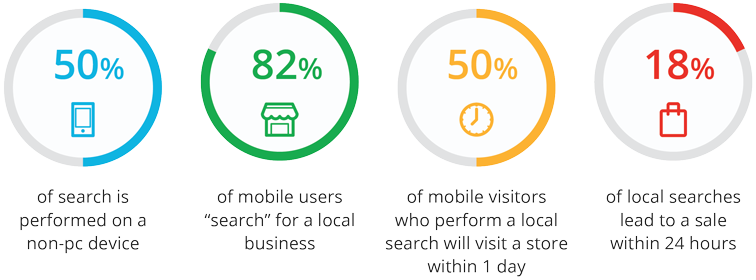 50%
of search is
performed on a
non-pc device
82%
of mobile users
“search” for a local
business
50%
of mobile visitors
who perform a local
search will visit a store
within 1 day
18%
of local searches
lead to a sale
within 24 hours